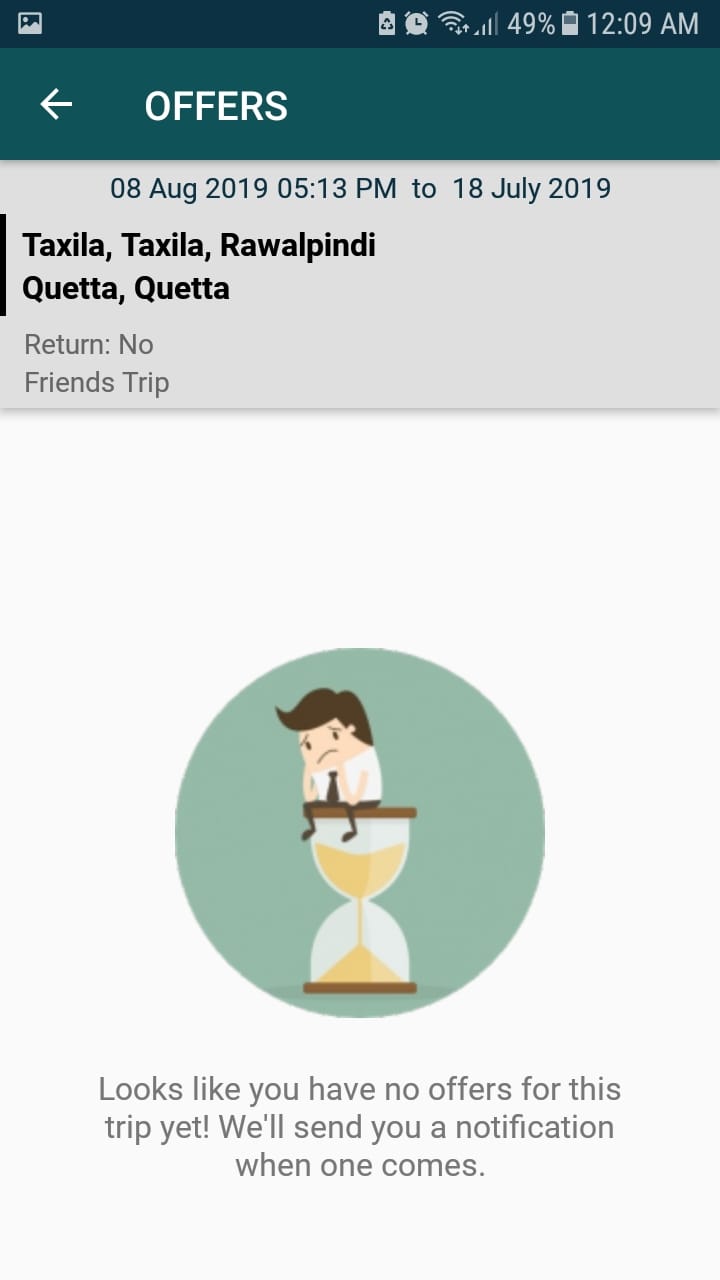 49% 12:09 AM
OFFERS
08 Aug 2019 05:13 PM to 18 July 2019
Taxila, Taxila, Rawalpindi
Quetta, Quetta
Return: No
Friends Trip
Looks like you have no offers for this
trip yet! We'll send you a notification
when one comes.